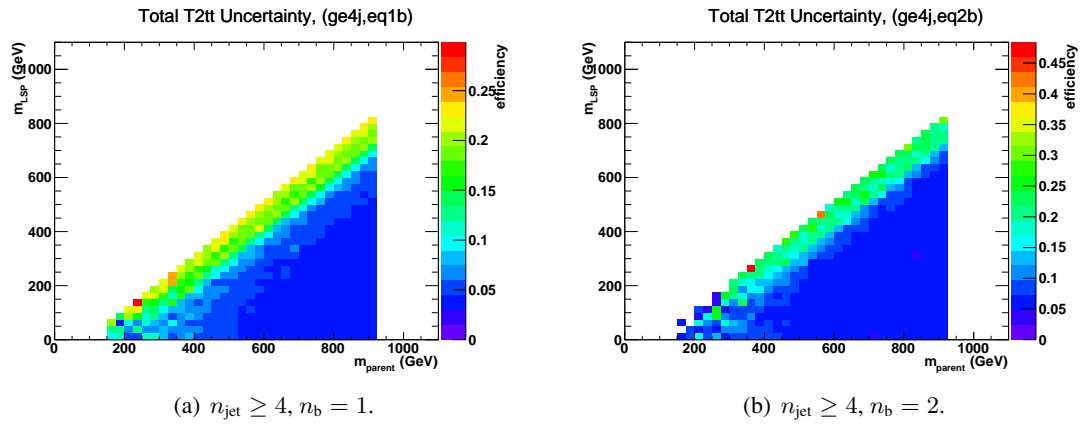 Total T2tt Uncertainty, (ge4j,eq1b)
m_LSP (GeV)
1000
800
600
400
200
0
0 200 400 600 800 1000
m_parent (GeV)
0.25
0.2
0.15
0.1
0.05
0
efficiency
(a) n_jet ≥ 4, n_b = 1.
Total T2tt Uncertainty, (ge4j,eq2b)
m_LSP (GeV)
1000
800
600
400
200
0
0 200 400 600 800 1000
m_parent (GeV)
0.45
0.4
0.35
0.3
0.25
0.2
0.15
0.1
0.05
0
efficiency
(b) n_jet ≥ 4, n_b = 2.